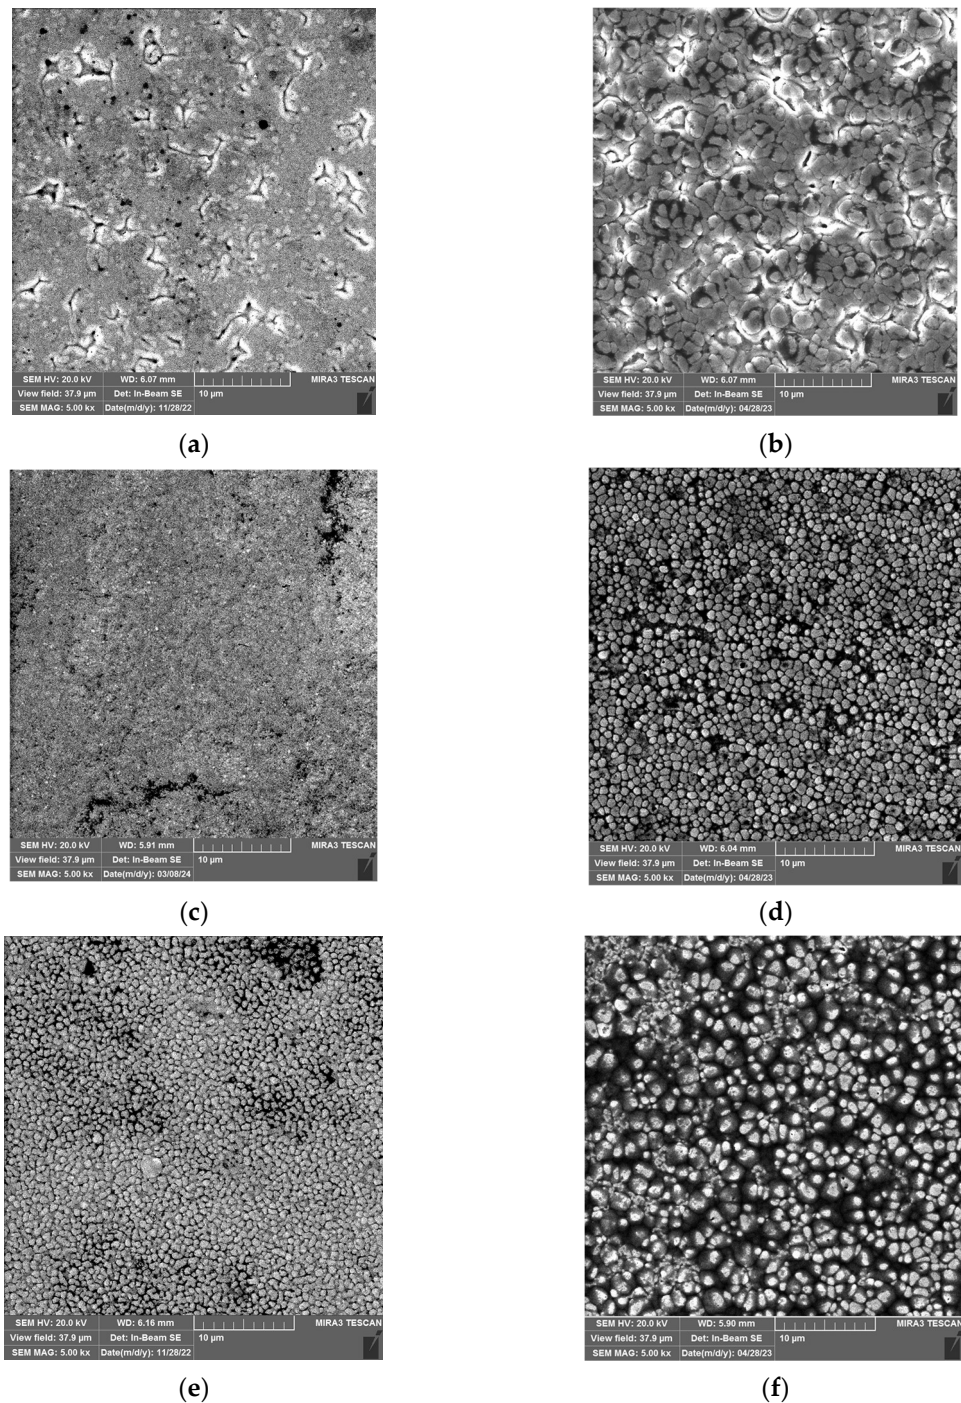 SEM HV: 20.0 kV WD: 6.07 mm MIRA3 TESCAN
View field: 37.9 µm Det: In-Beam SE 10 µm
SEM MAG: 5.00 kx Date(m/d/y): 11/28/22
(a)
SEM HV: 20.0 kV WD: 6.07 mm MIRA3 TESCAN
View field: 37.9 µm Det: In-Beam SE 10 µm
SEM MAG: 5.00 kx Date(m/d/y): 04/28/23
(b)
SEM HV: 20.0 kV WD: 5.91 mm MIRA3 TESCAN
View field: 37.9 µm Det: In-Beam SE 10 µm
SEM MAG: 5.00 kx Date(m/d/y): 03/08/24
(c)
SEM HV: 20.0 kV WD: 6.04 mm MIRA3 TESCAN
View field: 37.9 µm Det: In-Beam SE 10 µm
SEM MAG: 5.00 kx Date(m/d/y): 04/28/23
(d)
SEM HV: 20.0 kV WD: 6.16 mm MIRA3 TESCAN
View field: 37.9 µm Det: In-Beam SE 10 µm
SEM MAG: 5.00 kx Date(m/d/y): 11/28/22
(e)
SEM HV: 20.0 kV WD: 5.90 mm MIRA3 TESCAN
View field: 37.9 µm Det: In-Beam SE 10 µm
SEM MAG: 5.00 kx Date(m/d/y): 04/28/23
(f)